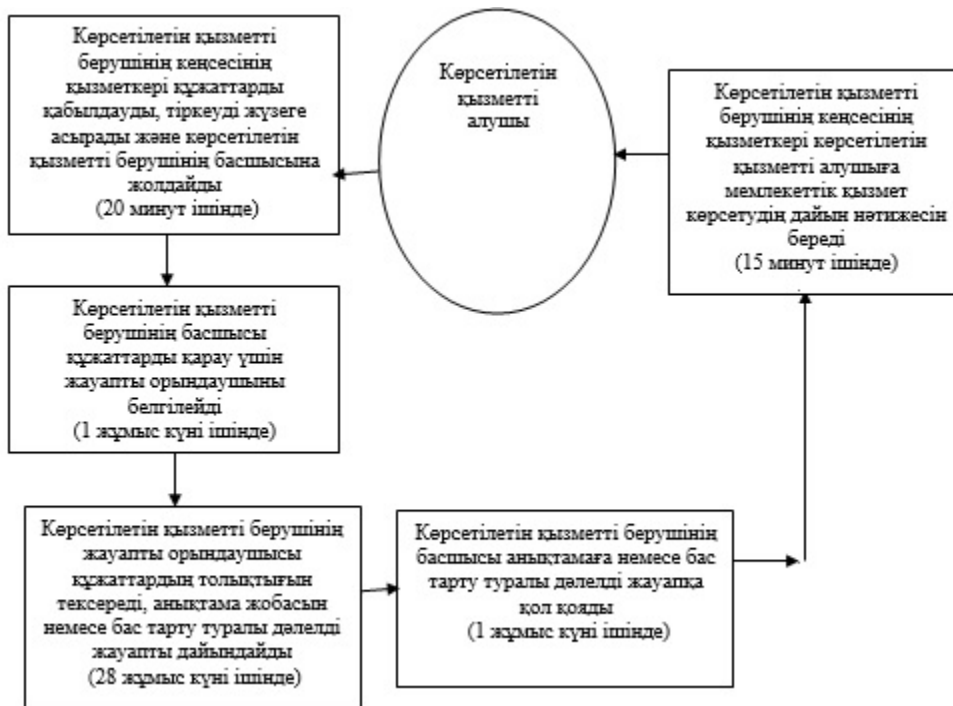 Көрсетілетін қызметті
берушінің кеңсесінің
қызметкері құжаттарды
қабылдауды, тіркеуді жүзеге
асырады және көрсетілетін
қызметті берушінің басшысына
жолдайды
(20 минут ішінде)
Көрсетілетін
қызметті
алушы
Көрсетілетін қызметті
берушінің кеңсесінің
қызметкері көрсетілетін
қызметті алушыға
мемлекеттік қызмет
көрсетудің дайын нәтижесін
береді
(15 минут ішінде)
Көрсетілетін қызметті
берушінің басшысы
құжаттарды қарау үшін
жауапты орындаушыны
белгілейді
(1 жұмыс күні ішінде)
Көрсетілетін қызметті берушінің
жауапты орындаушысы
құжаттардың толықтығын
тексереді, анықтама жобасын
немесе бас тарту туралы дәлелді
жауапты дайындайды
(28 жұмыс күні ішінде)
Көрсетілетін қызметті берушінің
басшысы анықтамаға немесе бас
тарту туралы дәлелді жауапқа
қол қояды
(1 жұмыс күні ішінде)